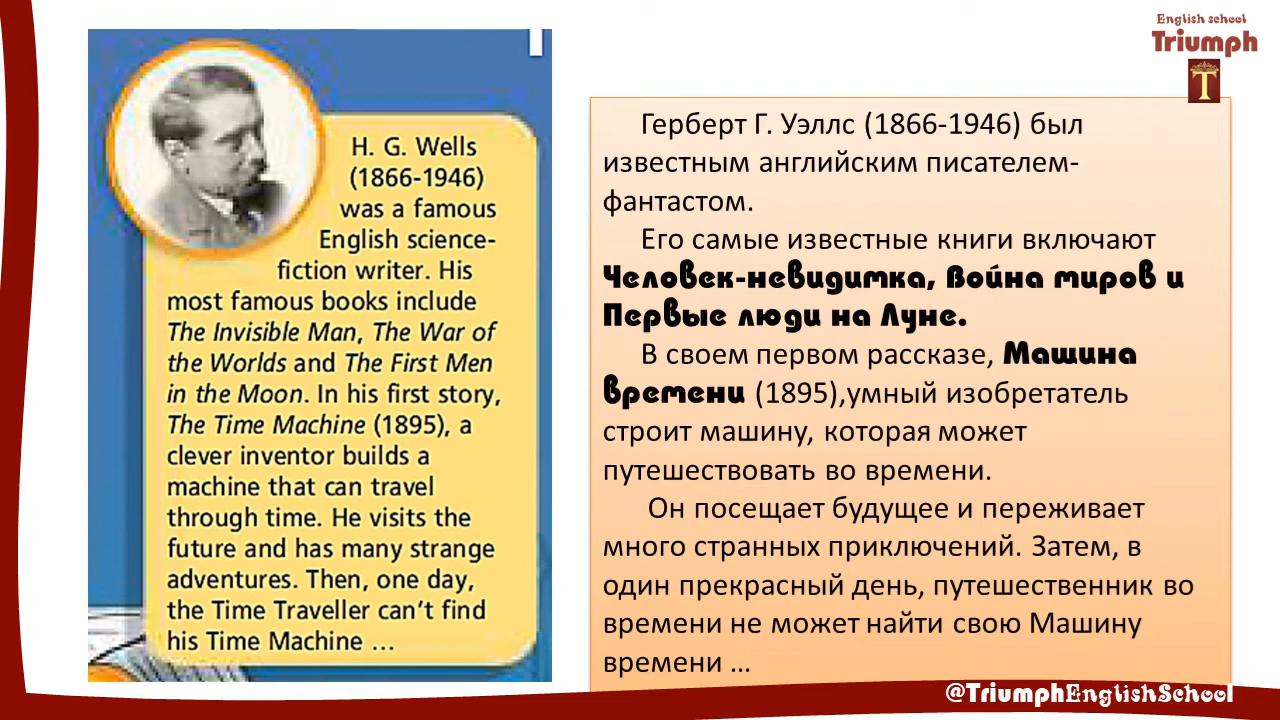 English school
Triumph
T
H. G. Wells
(1866-1946)
was a famous
English science-
fiction writer. His
most famous books include
The Invisible Man, The War of
the Worlds and The First Men
in the Moon. In his first story,
The Time Machine (1895), a
clever inventor builds a
machine that can travel
through time. He visits the
future and has many strange
adventures. Then, one day,
the Time Traveller can't find
his Time Machine ...
Герберт Г. Уэллс (1866-1946) был
известным английским писателем-
фантастом.
Его самые известные книги включают
Человек-невидимка, Война миров и
Первые люди на Луне.
В своем первом рассказе, Машина
времени (1895),умный изобретатель
строит машину, которая может
путешествовать во времени.
Он посещает будущее и переживает
много странных приключений. Затем, в
один прекрасный день, путешественник во
времени не может найти свою Машину
времени ...
@TriumphEnglishSchool